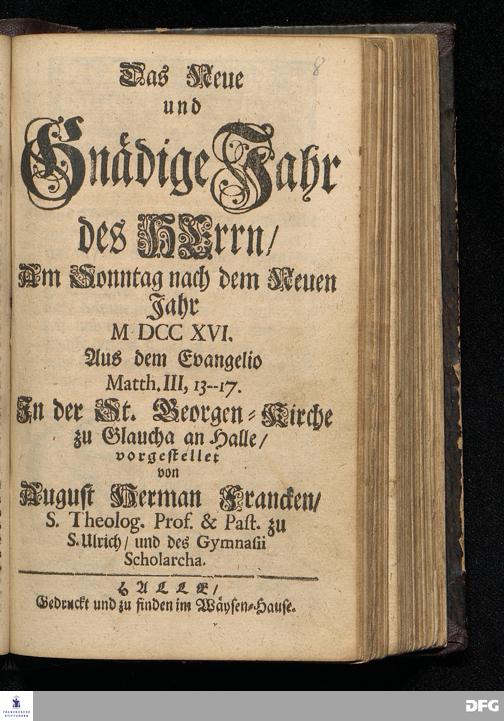 8
Das Neue
und
Gnädige Jahr
des HErrn/
Am Sonntag nach dem Neuen
Jahr
M DCC XVI.
Aus dem Evangelio
Matth. III, 13--17.
In der St. Georgen-Kirche
zu Glaucha an Halle/
vorgestellet
von
August Herman Francken/
S. Theolog. Prof. & Past. zu
S. Ulrich/ und des Gymnasii
Scholarcha.
HALLE/
Gedruckt und zu finden im Wäysen-Hause.
FRANCKESCHE
STIFTUNGEN
DFG